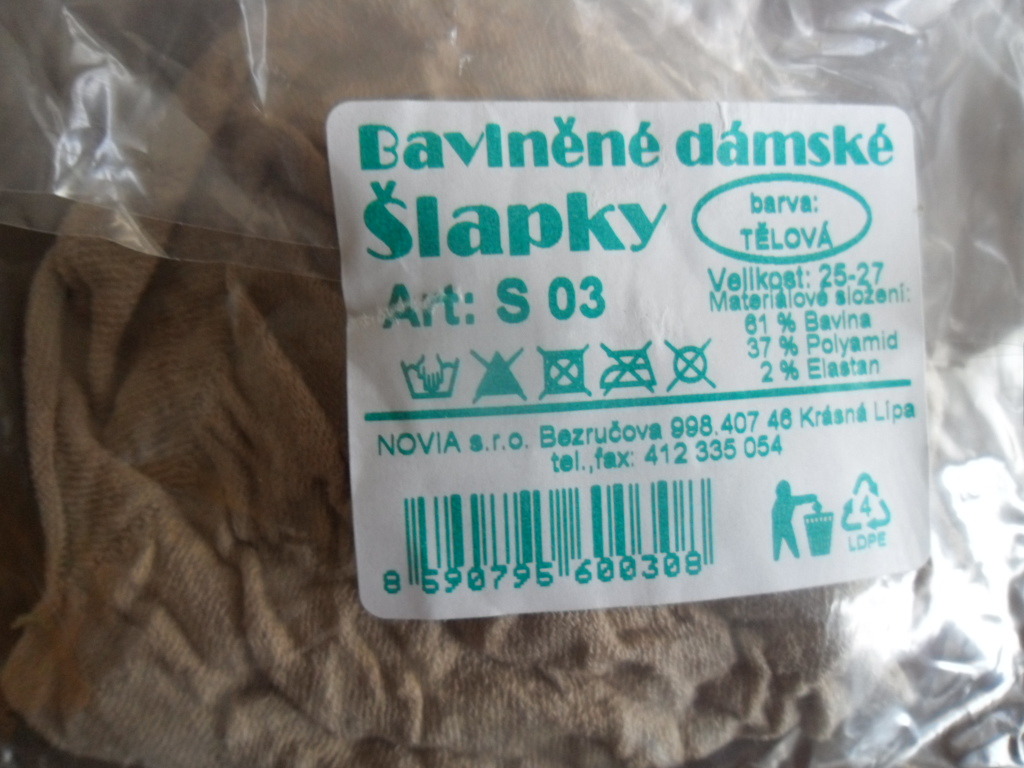 Bavlněné dámské
Šlapky
barva:
TĚLOVÁ
Art: S 03
Velikost: 25-27
Materiálové složení:
61 % Bavlna
37 % Polyamid
2 % Elastan
NOVIA s.r.o. Bezručova 998,407 46 Krásná Lípa
tel.,fax: 412 335 054
8 590795 600308
4
LDPE